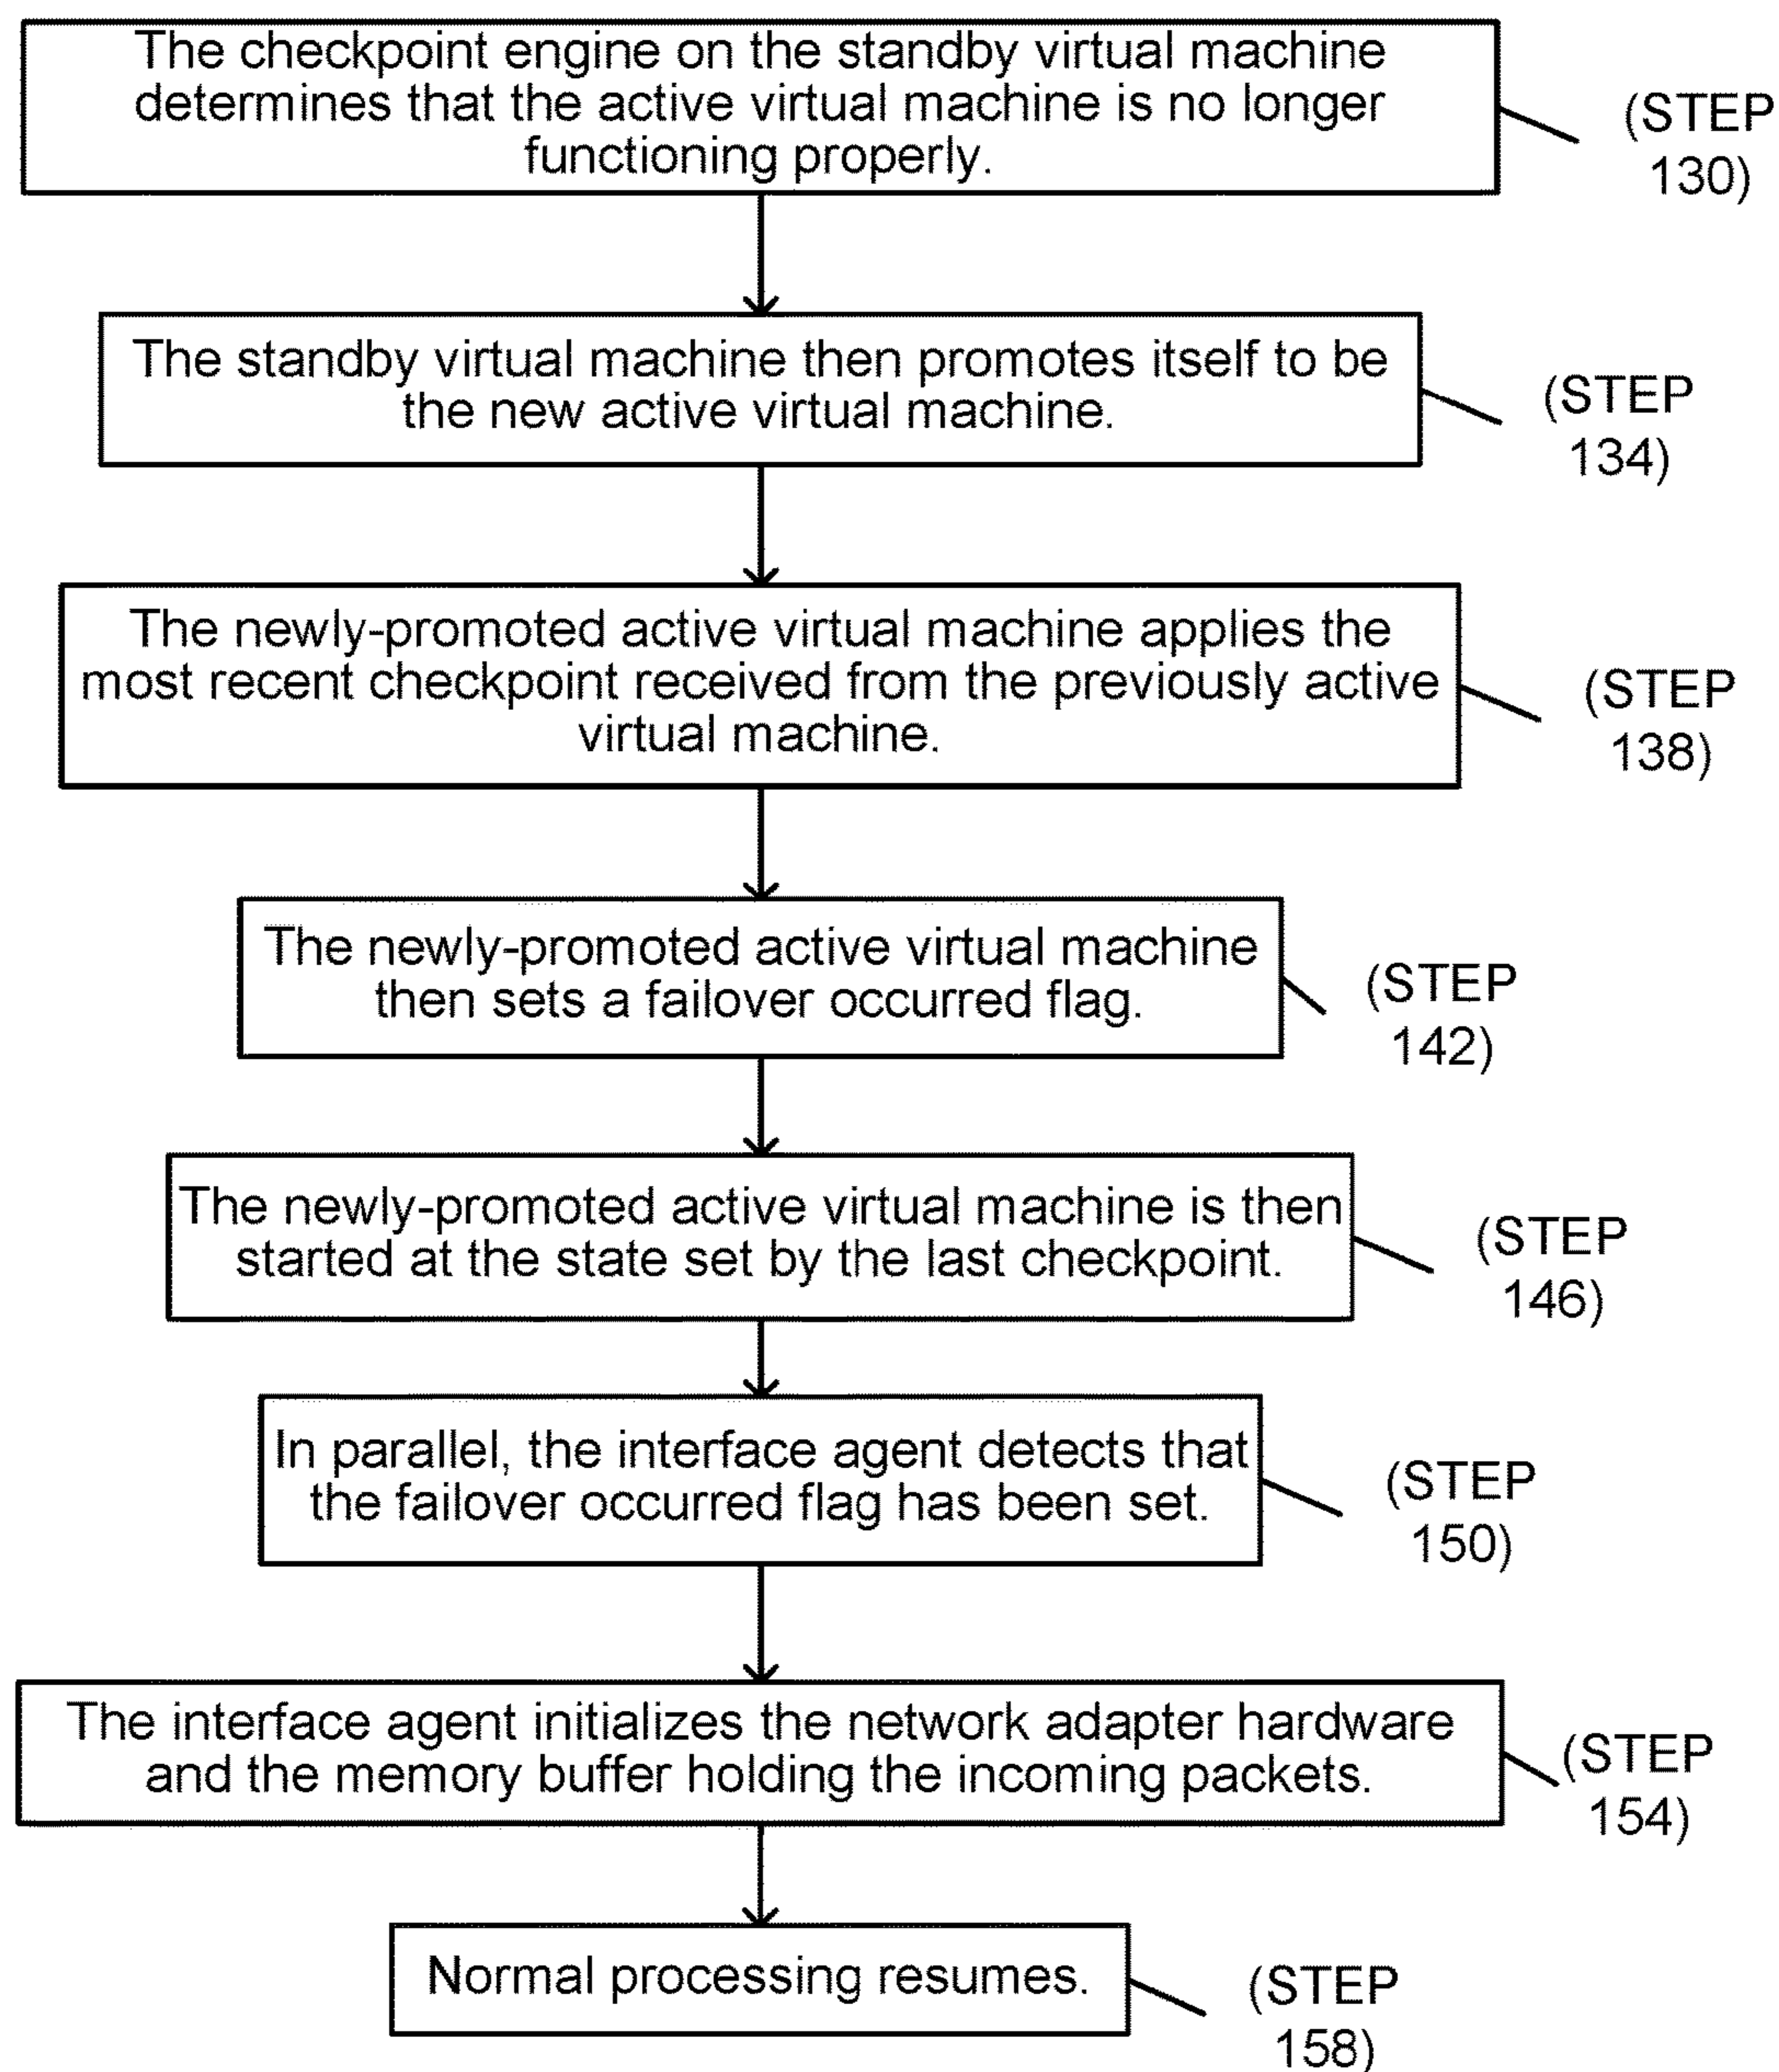 The checkpoint engine on the standby virtual machine
determines that the active virtual machine is no longer
functioning properly.
(STEP
130)
The standby virtual machine then promotes itself to be
the new active virtual machine.
(STEP
134)
The newly-promoted active virtual machine applies the
most recent checkpoint received from the previously active
virtual machine.
(STEP
138)
The newly-promoted active virtual machine
then sets a failover occurred flag.
(STEP
142)
The newly-promoted active virtual machine is then
started at the state set by the last checkpoint.
(STEP
146)
In parallel, the interface agent detects that
the failover occurred flag has been set.
(STEP
150)
The interface agent initializes the network adapter hardware
and the memory buffer holding the incoming packets.
(STEP
154)
Normal processing resumes.
(STEP
158)